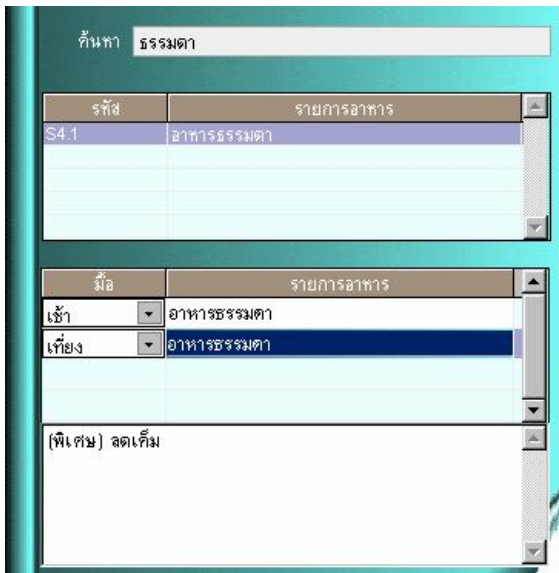 ค้นหา ธรรมดา
รหัส รายการอาหาร
S4.1 อาหารธรรมดา
มื้อ รายการอาหาร
เช้า อาหารธรรมดา
เที่ยง อาหารธรรมดา
(พิเศษ) ลดเค็ม